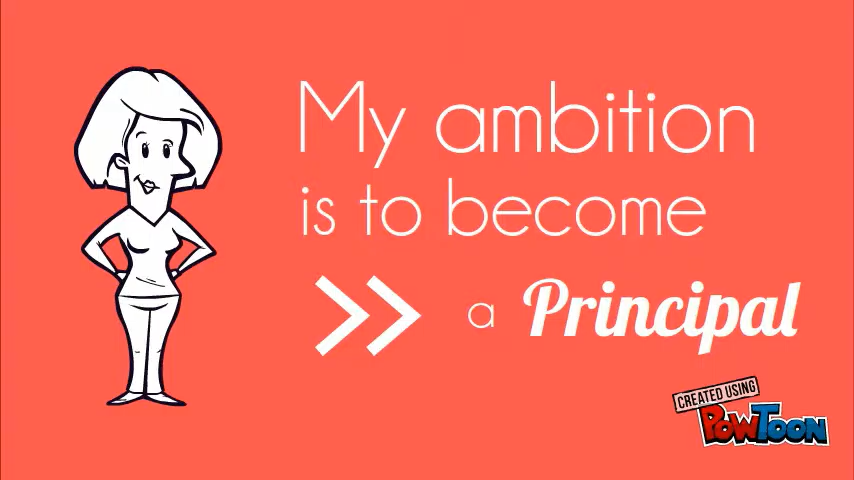 My ambition
is to become
a Principal
CREATED USING
POWTOON